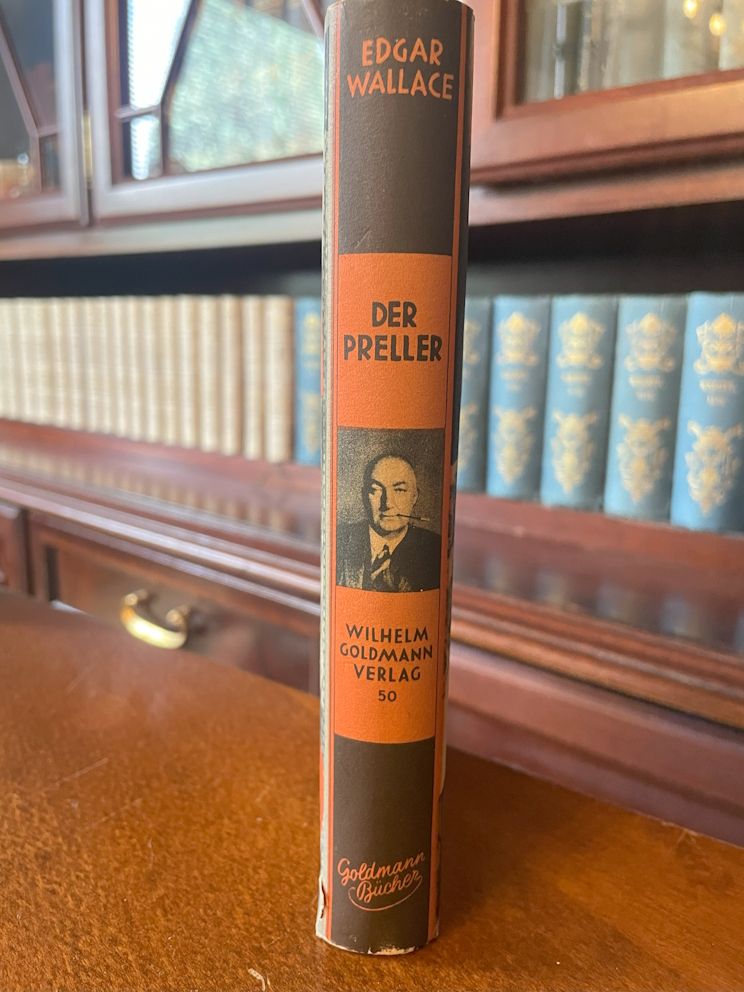 EDGAR
WALLACE
DER
PRELLER
WILHELM
GOLDMANN
VERLAG
50
Goldmann
Bücher